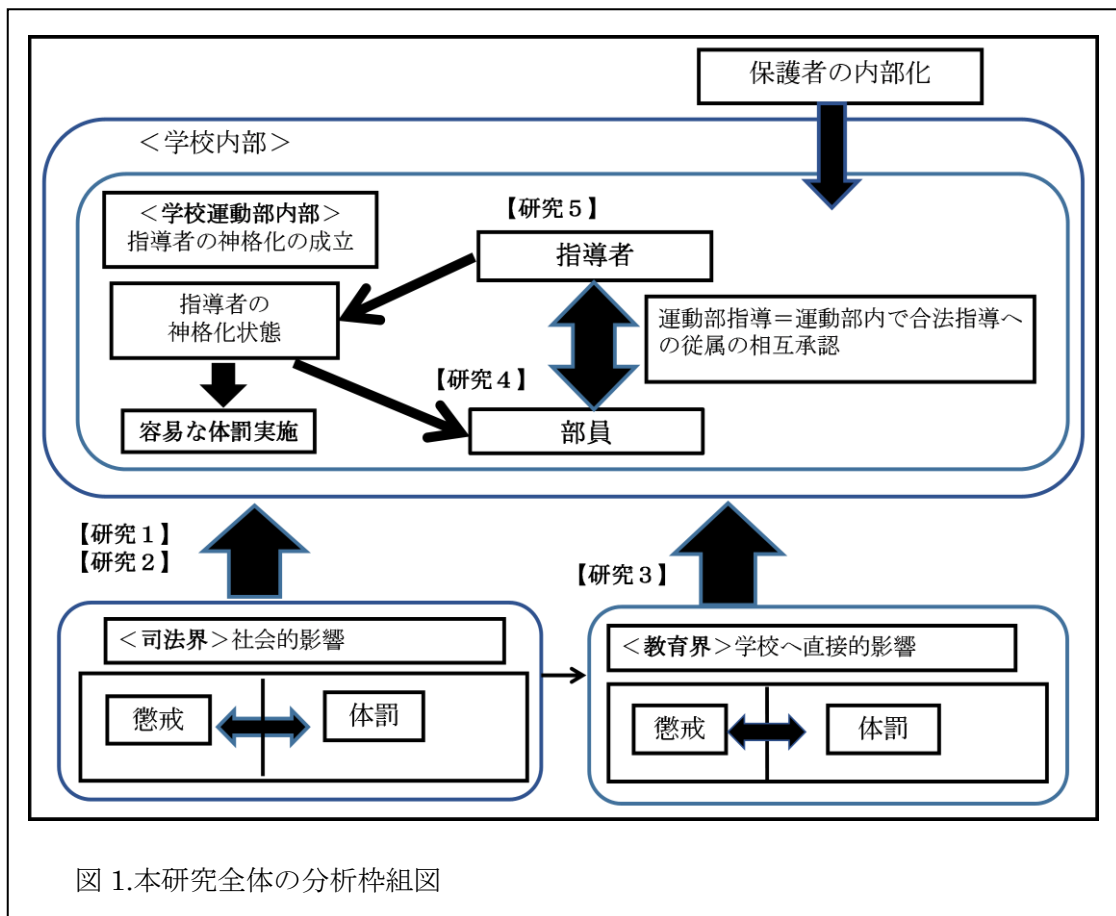 保護者の内部化
＜学校内部＞
＜学校運動部内部＞
指導者の神格化の成立
【研究５】
指導者
指導者の
神格化状態
運動部指導＝運動部内で合法指導へ
の従属の相互承認
【研究４】
容易な体罰実施
部員
【研究１】
【研究２】
【研究３】
＜司法界＞社会的影響
懲戒
体罰
＜教育界＞学校へ直接的影響
懲戒
体罰
図 1.本研究全体の分析枠組図